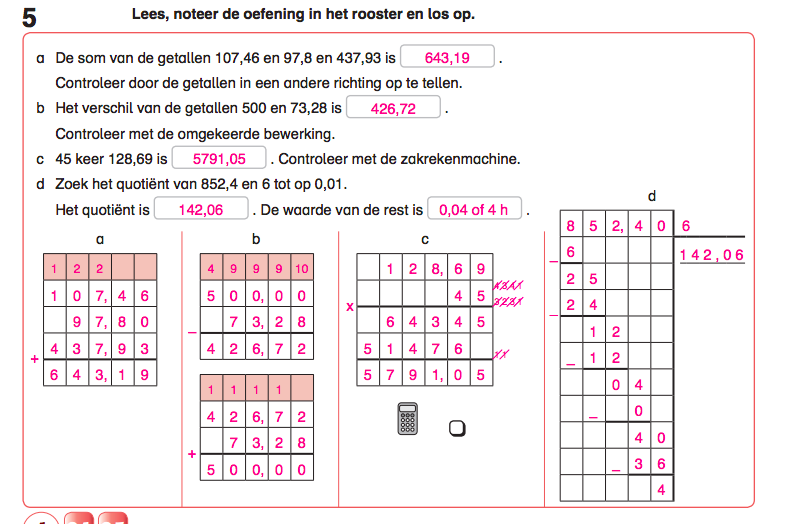 5 Lees, noteer de oefening in het rooster en los op.
a De som van de getallen 107,46 en 97,8 en 437,93 is 643,19 .
Controleer door de getallen in een andere richting op te tellen.
b Het verschil van de getallen 500 en 73,28 is 426,72 .
Controleer met de omgekeerde bewerking.
c 45 keer 128,69 is 5791,05 . Controleer met de zakrekenmachine.
d Zoek het quotiënt van 852,4 en 6 tot op 0,01.
Het quotiënt is 142,06 . De waarde van de rest is 0,04 of 4 h .
a
1 2 2
1 0 7, 4 6
9 7, 8 0
+ 4 3 7, 9 3
6 4 3, 1 9
b
4 9 9 9 10
5 0 0, 0 0
− 7 3, 2 8
4 2 6, 7 2
1 1 1 1
4 2 6, 7 2
+ 7 3, 2 8
5 0 0, 0 0
c
1 2 8, 6 9
x 4 5
6 4 3 4 5
5 1 4 7 6
5 7 9 1, 0 5
d
8 5 2, 4 0 6
− 6 1 4 2 , 0 6
2 5
− 2 4
1 2
− 1 2
0 4
− 0
4 0
− 3 6
4